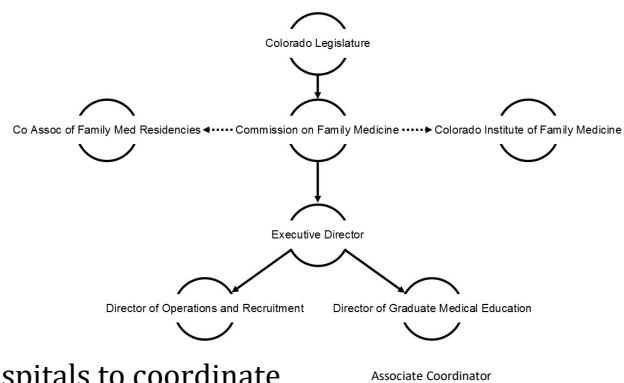 Colorado Legislature
Co Assoc of Family Med Residencies
Commission on Family Medicine
Colorado Institute of Family Medicine
Executive Director
Director of Operations and Recruitment
Director of Graduate Medical Education
spitals to coordinate
Associate Coordinator